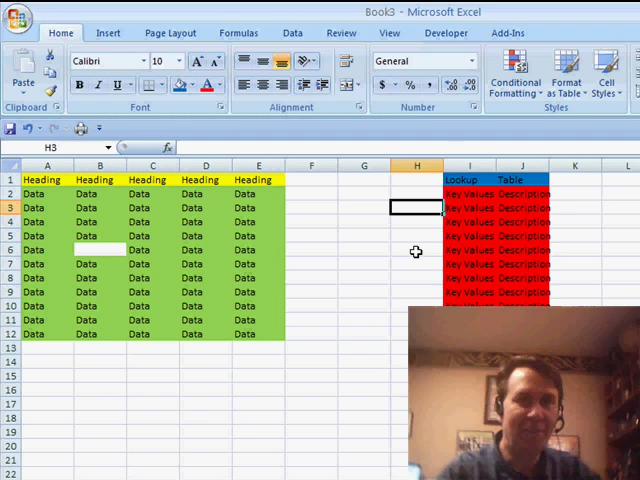 Book3 - Microsoft Excel
Home Insert Page Layout Formulas Data Review View Developer Add-Ins
Paste
Calibri 10 A A
General
B I U A
$ % , .00 .0
Conditional Formatting
Format as Table
Cell Styles
Clipboard Font Alignment Number Styles
H3 fx
A B C D E F G H I J K L
1 Heading Heading Heading Heading Heading Lookup Table
2 Data Data Data Data Data Key Values Description
3 Data Data Data Data Data Key Values Description
4 Data Data Data Data Data Key Values Description
5 Data Data Data Data Data Key Values Description
6 Data Data Data Data Key Values Description
7 Data Data Data Data Data Key Values Description
8 Data Data Data Data Data Key Values Description
9 Data Data Data Data Data Key Values Description
10 Data Data Data Data Data Key Values Description
11 Data Data Data Data Data
12 Data Data Data Data Data
13
14
15
16
17
18
19
20
21
22